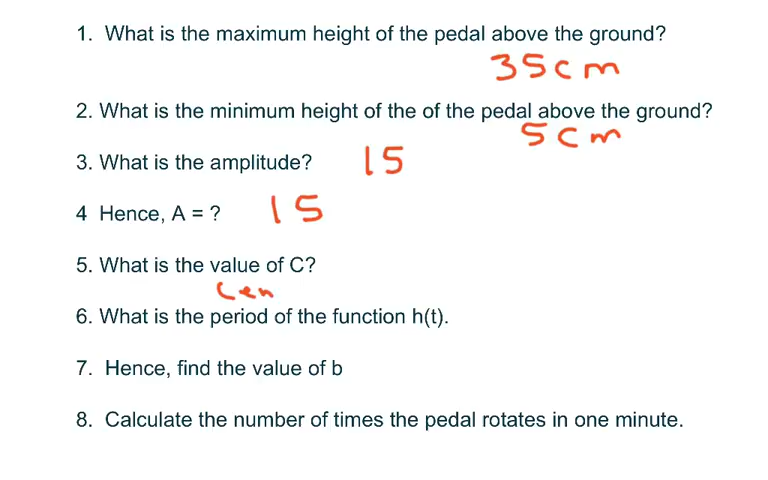 1. What is the maximum height of the pedal above the ground?
35cm
2. What is the minimum height of the of the pedal above the ground?
5cm
3. What is the amplitude? 15
4 Hence, A = ? 15
5. What is the value of C?
Cen
6. What is the period of the function h(t).
7. Hence, find the value of b
8. Calculate the number of times the pedal rotates in one minute.